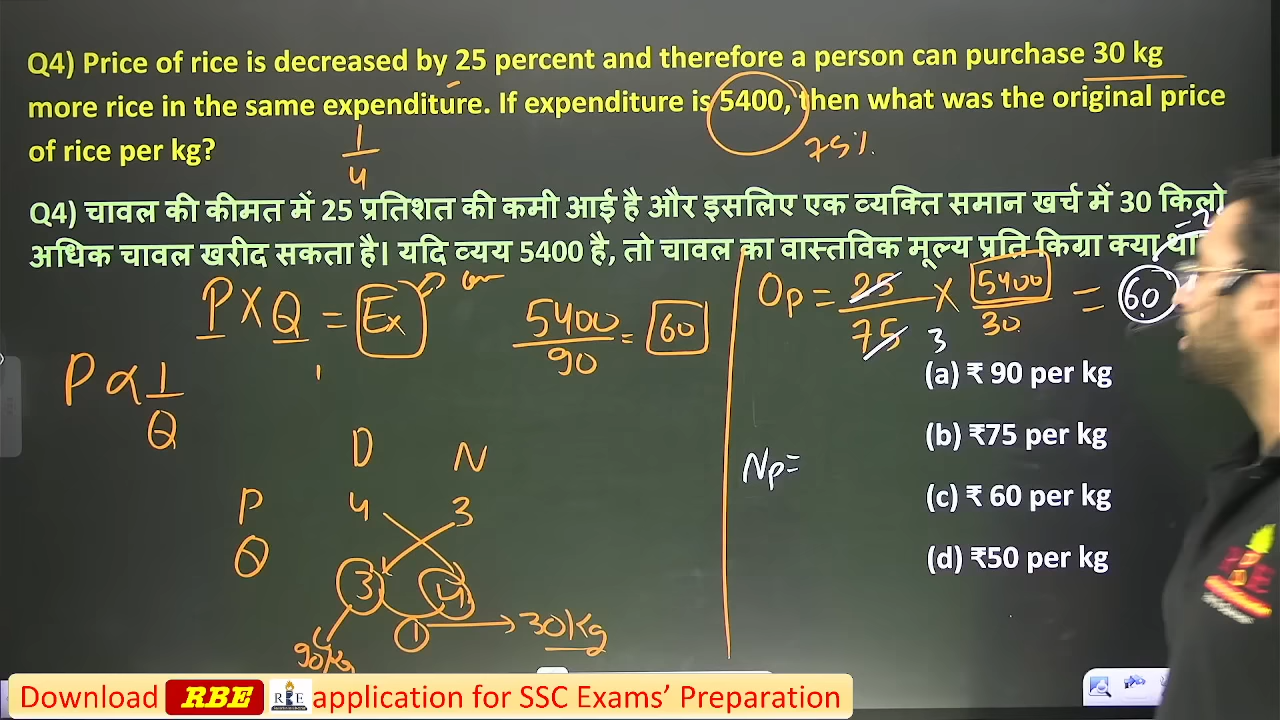 Q4) Price of rice is decreased by 25 percent and therefore a person can purchase 30 kg
more rice in the same expenditure. If expenditure is 5400, then what was the original price
of rice per kg?
1/4
75%
Q4) चावल की कीमत में 25 प्रतिशत की कमी आई है और इसलिए एक व्यक्ति समान खर्च में 30 किलो
अधिक चावल खरीद सकता है। यदि व्यय 5400 है, तो चावल का वास्तविक मूल्य प्रति किग्रा क्या था
P × Q = Ex
5400/90 = 60
P ∝ 1/Q
O N
P 4 3
Q 3 4
1 → 30kg
90kg
Op = 25/75 × 5400/30 = 60
3
Np =
(a) ₹ 90 per kg
(b) ₹75 per kg
(c) ₹ 60 per kg
(d) ₹50 per kg
Download RBE RE application for SSC Exams' Preparation